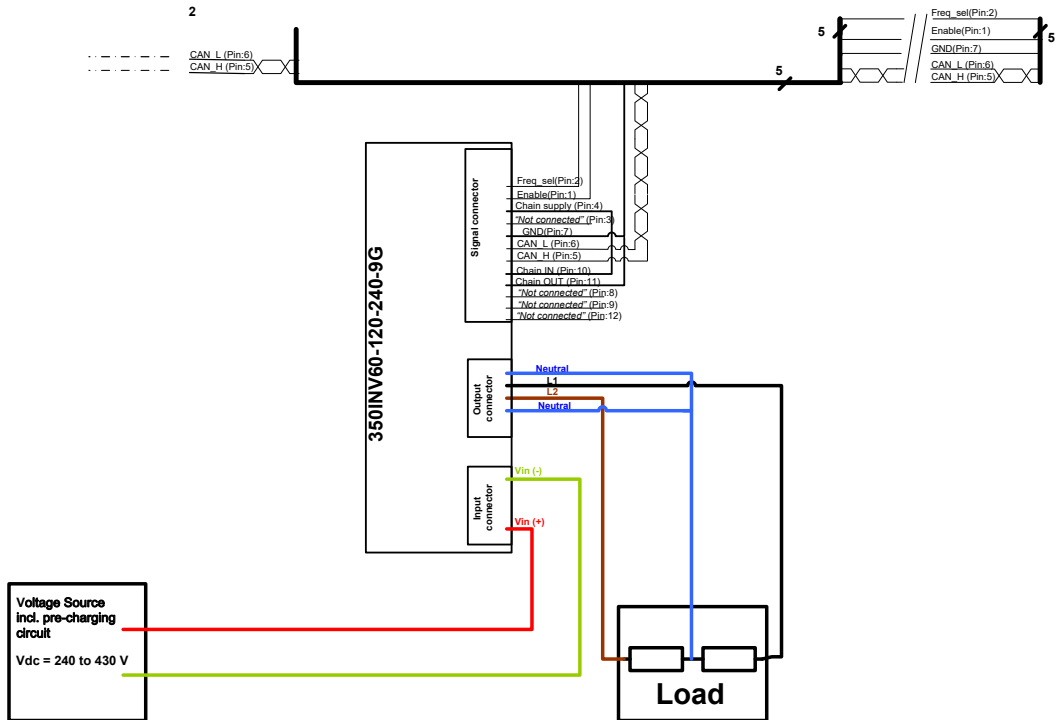 2
CAN_L (Pin:6)
CAN_H (Pin:5)
5
5
Freq_sel(Pin:2)
Enable(Pin:1)
GND(Pin:7)
CAN_L (Pin:6)
CAN_H (Pin:5)
5
350INV60-120-240-9G
Signal connector
Freq_sel(Pin:2)
Enable(Pin:1)
Chain supply (Pin:4)
"Not connected" (Pin:3)
GND(Pin:7)
CAN_L (Pin:6)
CAN_H (Pin:5)
Chain IN (Pin:10)
Chain OUT (Pin:11)
"Not connected" (Pin:8)
"Not connected" (Pin:9)
"Not connected" (Pin:12)
Output
connector
Neutral
L1
L2
Neutral
Input
connector
Vin (-)
Vin (+)
Voltage Source
incl. pre-charging
circuit
Vdc = 240 to 430 V
Load